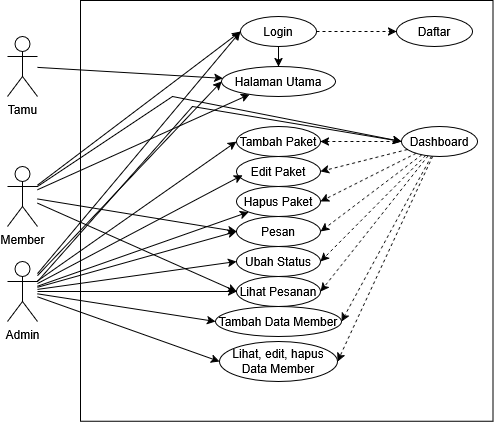 Login
Daftar
Tamu
Halaman Utama
Tambah Paket
Dashboard
Edit Paket
Member
Hapus Paket
Pesan
Ubah Status
Admin
Lihat Pesanan
Tambah Data Member
Lihat, edit, hapus
Data Member